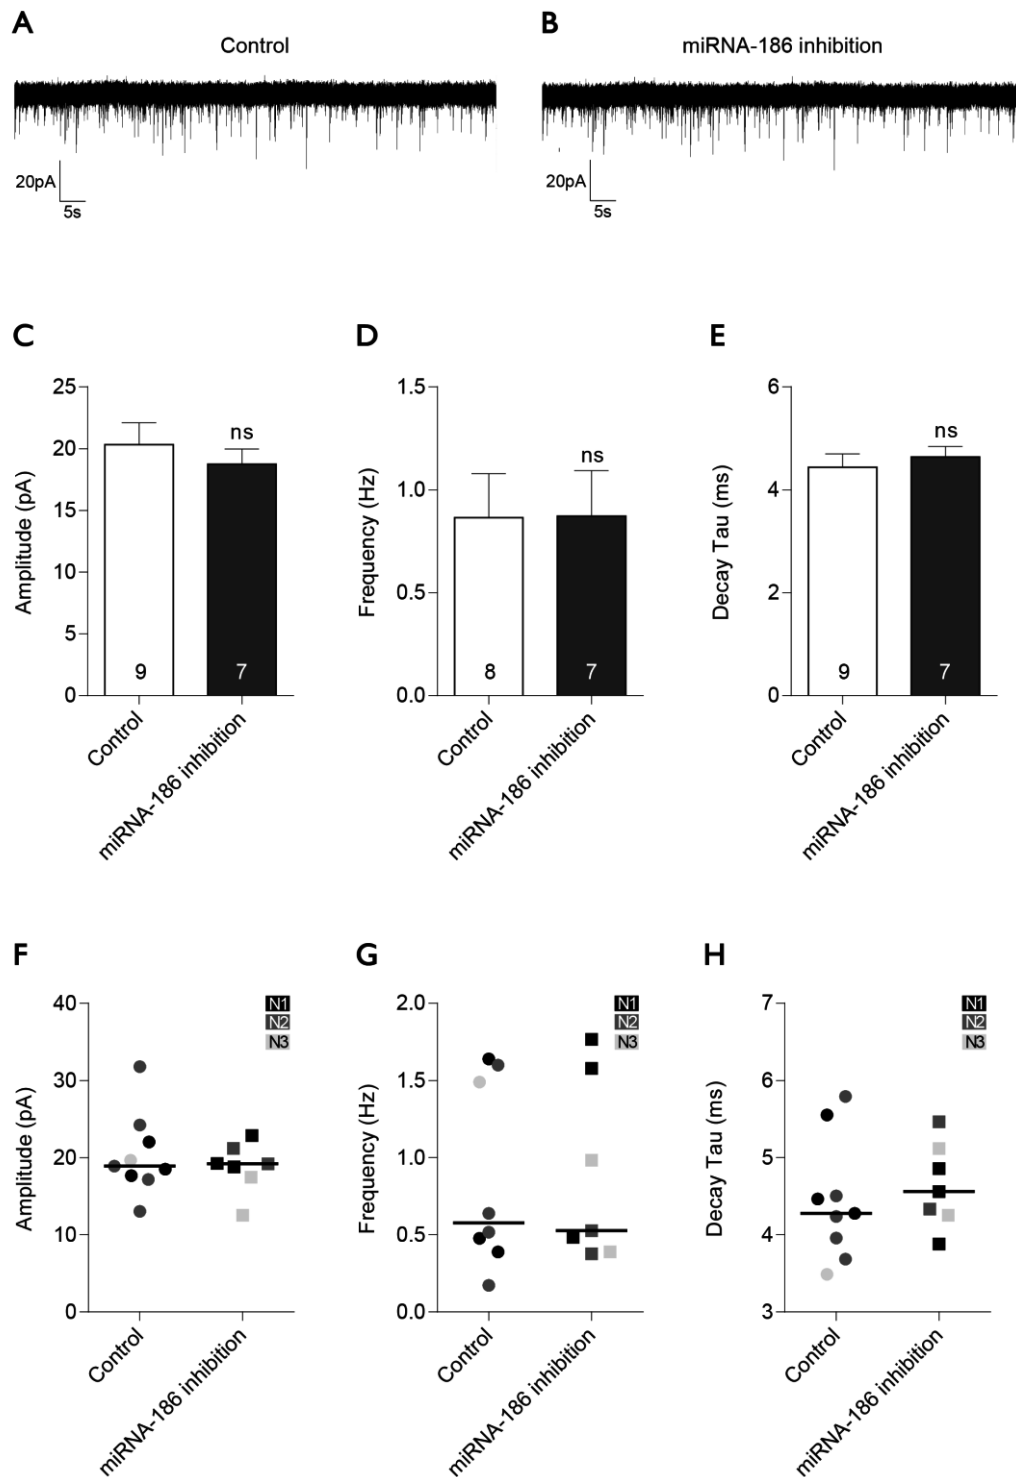 A
B
Control
miRNA-186 inhibition
20pA
5s
20pA
5s
C
D
E
25
20
15
10
5
0
Amplitude (pA)
ns
9
7
Control
miRNA-186 inhibition
1.5
1.0
0.5
0.0
Frequency (Hz)
ns
8
7
Control
miRNA-186 inhibition
6
4
2
0
Decay Tau (ms)
ns
9
7
Control
miRNA-186 inhibition
F
G
H
40
30
20
10
0
Amplitude (pA)
N1
N2
N3
Control
miRNA-186 inhibition
2.0
1.5
1.0
0.5
0.0
Frequency (Hz)
N1
N2
N3
Control
miRNA-186 inhibition
7
6
5
4
3
Decay Tau (ms)
N1
N2
N3
Control
miRNA-186 inhibition